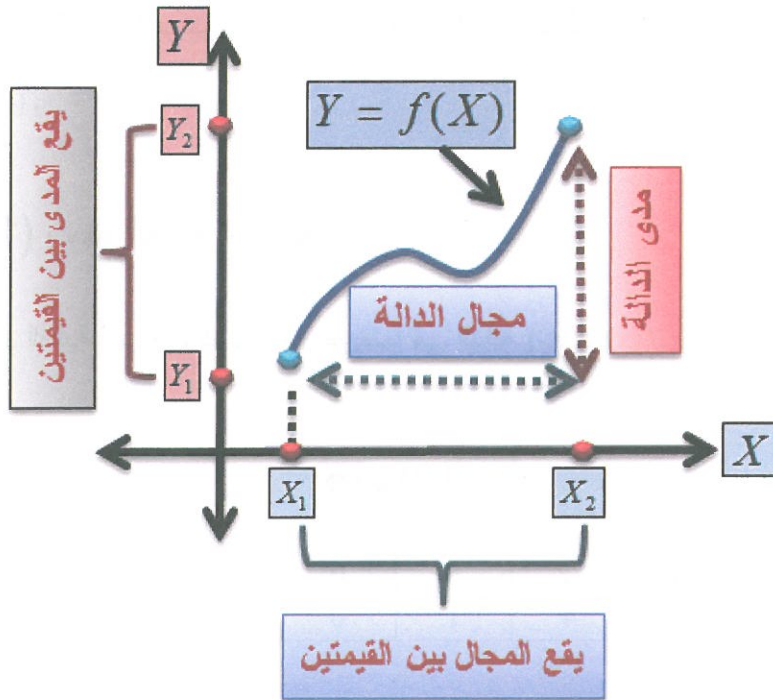 Y
Y = f(X)
Y₂
يقع المدى بين القيمتين
مدى الدالة
مجال الدالة
Y₁
X
X₁
X₂
يقع المجال بين القيمتين